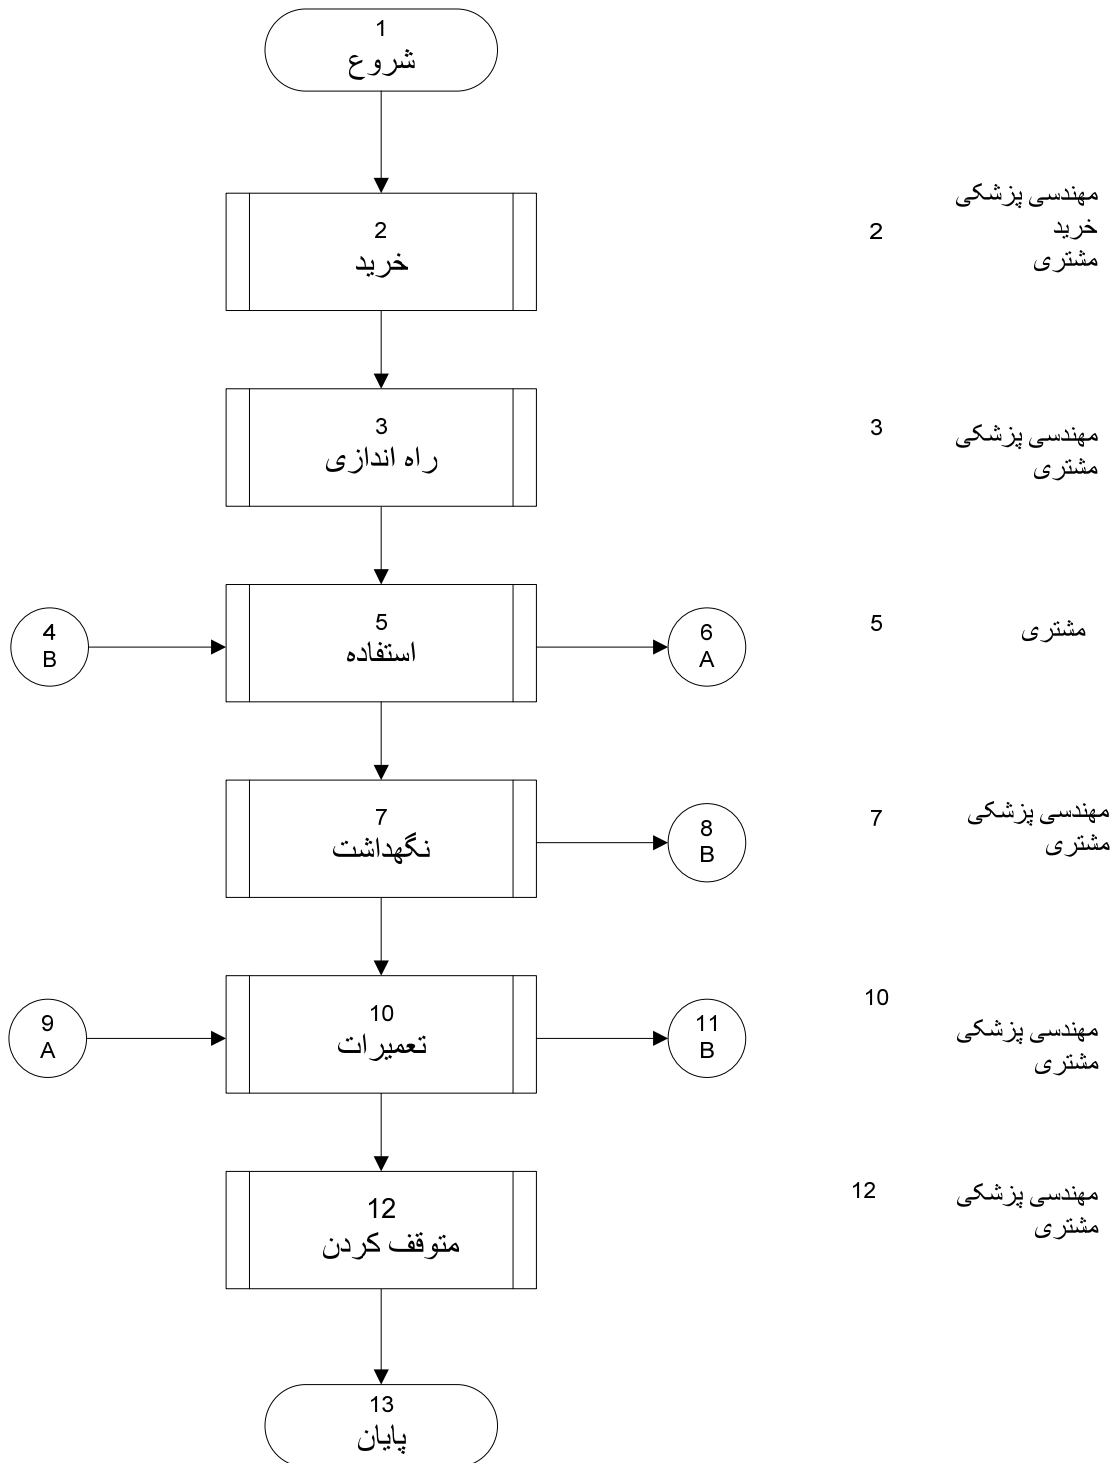 1
شروع
2
خرید
2
مهندسی پزشکی
خرید
مشتری
3
راه اندازی
3
مهندسی پزشکی
مشتری
4
B
5
استفاده
6
A
5
مشتری
7
نگهداشت
8
B
7
مهندسی پزشکی
مشتری
9
A
10
تعمیرات
11
B
10
مهندسی پزشکی
مشتری
12
متوقف کردن
12
مهندسی پزشکی
مشتری
13
پایان